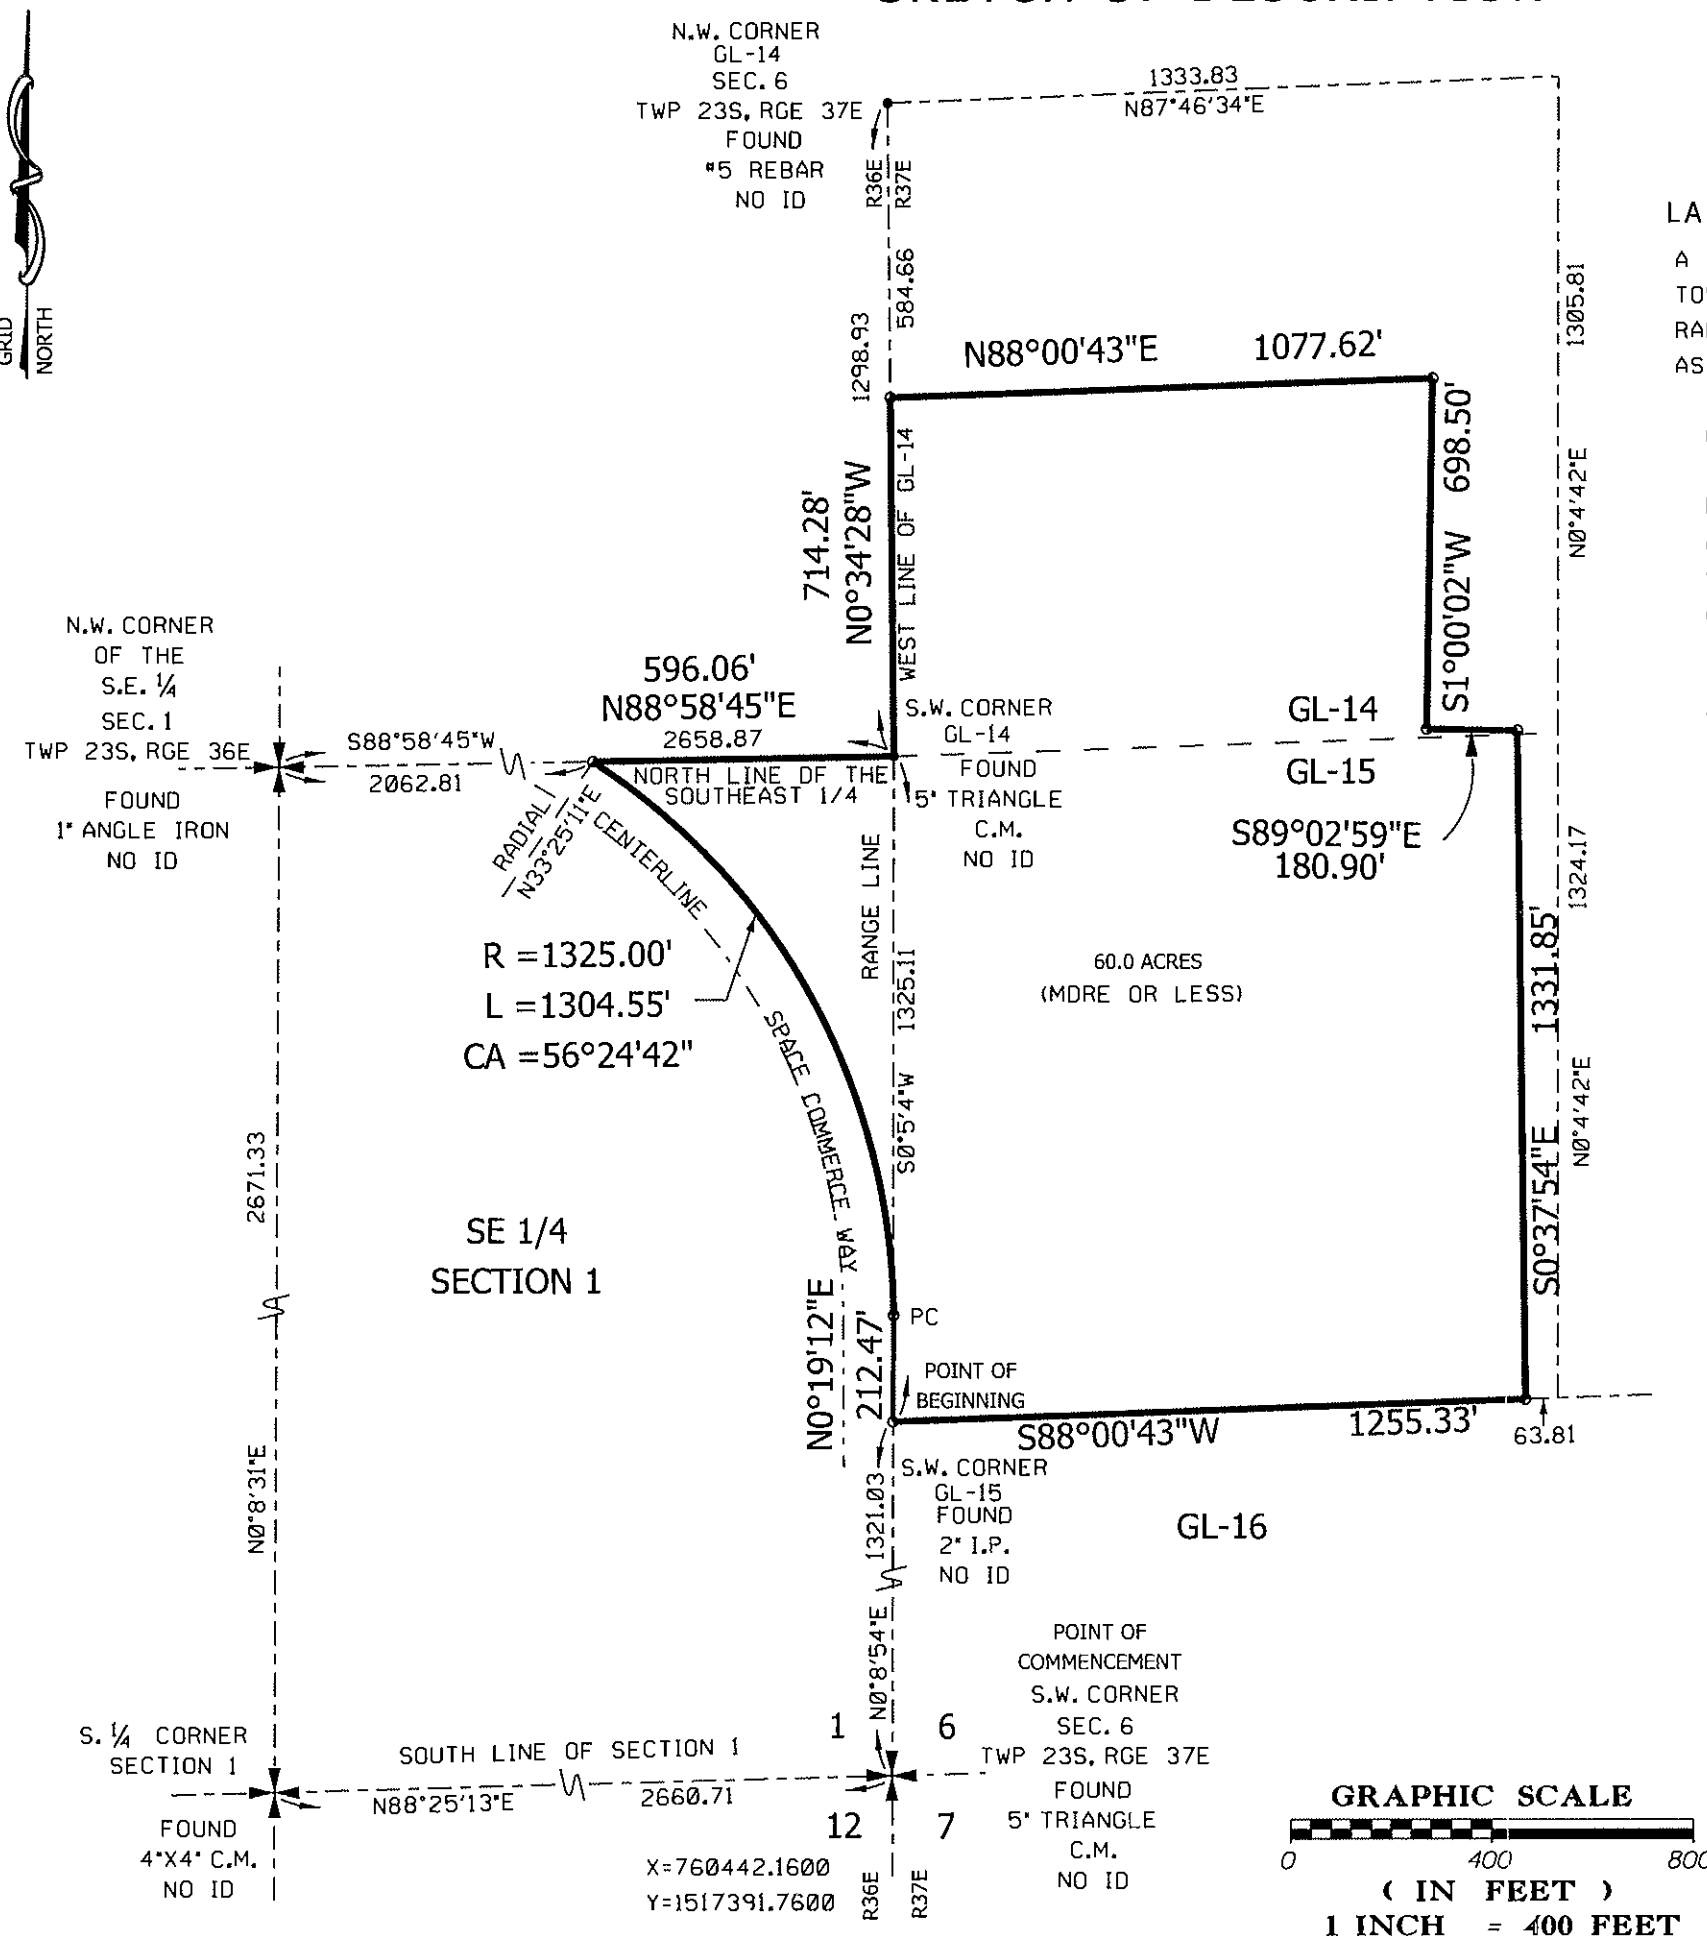 N.W. CORNER
GL-14
SEC. 6
TWP 23S, RGE 37E
FOUND
#5 REBAR
NO ID
1333.83
N87°46'34"E
GRID
NORTH
R36E
R37E
LA
A
TO
RA
AS
584.66
1298.93
1305.81
N88°00'43"E 1077.62'
714.28'
N0°34'28"W
WEST LINE OF GL-14
S1°00'02"W 698.50'
N0°4'42"E
N.W. CORNER
OF THE
S.E. 1/4
SEC. 1
TWP 23S, RGE 36E
FOUND
1" ANGLE IRON
NO ID
S88°58'45"W
2062.81
596.06'
N88°58'45"E
2658.87
NORTH LINE OF THE
SOUTHEAST 1/4
S.W. CORNER
GL-14
FOUND
5" TRIANGLE
C.M.
NO ID
GL-14
GL-15
S89°02'59"E
180.90'
RADIAL
N33°25'11"E
CENTERLINE
SPACE COMMERCE WAY
R =1325.00'
L =1304.55'
CA =56°24'42"
RANGE LINE
1325.11
S0°5'4"W
60.0 ACRES
(MORE OR LESS)
1324.17
S0°37'54"E 1331.85'
N0°4'42"E
2671.33
N0°8'31"E
SE 1/4
SECTION 1
N0°19'12"E
212.47'
PC
POINT OF
BEGINNING
S88°00'43"W 1255.33'
63.81
S.W. CORNER
GL-15
FOUND
2" I.P.
NO ID
GL-16
1321.03
N0°8'54"E
POINT OF
COMMENCEMENT
S.W. CORNER
SEC. 6
TWP 23S, RGE 37E
FOUND
5" TRIANGLE
C.M.
NO ID
1 6
12 7
S. 1/4 CORNER
SECTION 1
FOUND
4"X4" C.M.
NO ID
SOUTH LINE OF SECTION 1
N88°25'13"E
2660.71
X=760442.1600
Y=1517391.7600
R36E
R37E
GRAPHIC SCALE
0 400 800
( IN FEET )
1 INCH = 400 FEET